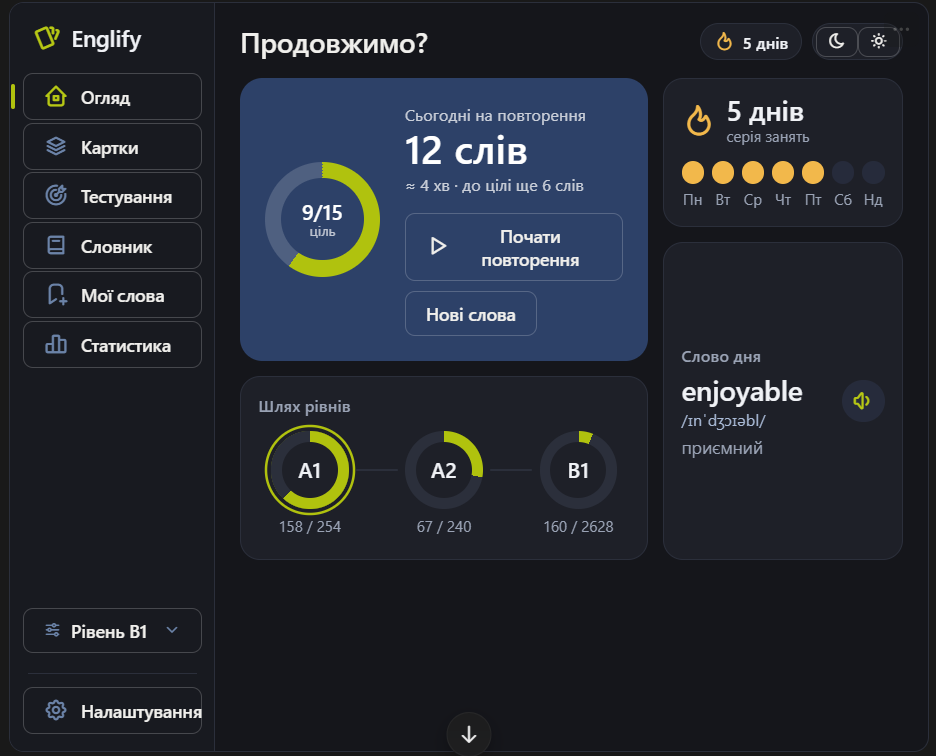 Englify
Огляд
Картки
Тестування
Словник
Мої слова
Статистика
Рівень B1
Налаштування
Продовжимо?
5 днів
9/15
ціль
Сьогодні на повторення
12 слів
≈ 4 хв · до цілі ще 6 слів
Почати
повторення
Нові слова
5 днів
серія занять
Пн Вт Ср Чт Пт Сб Нд
Шлях рівнів
A1 A2 B1
158 / 254 67 / 240 160 / 2628
Слово дня
enjoyable
/ɪnˈdʒɔɪəbl/
приємний